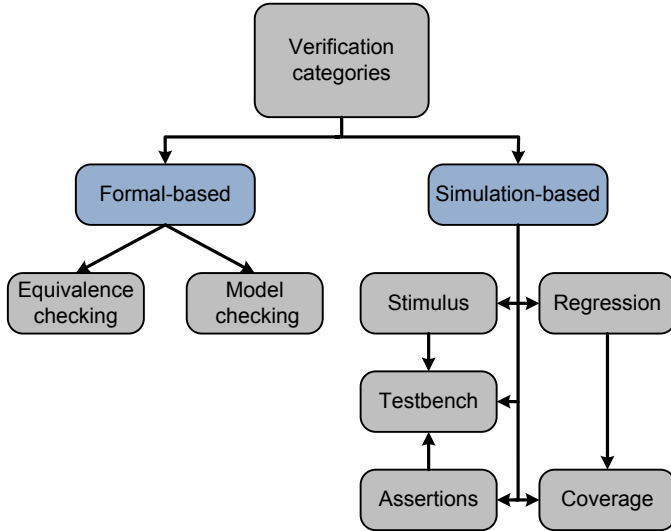 Verification
categories
Formal-based
Simulation-based
Equivalence
checking
Model
checking
Stimulus
Regression
Testbench
Assertions
Coverage